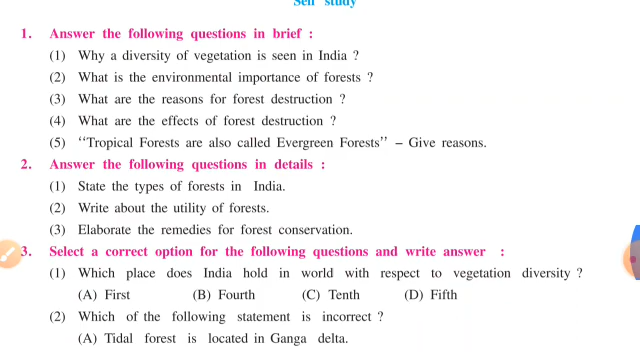 Self study
1. Answer the following questions in brief :
(1) Why a diversity of vegetation is seen in India ?
(2) What is the environmental importance of forests ?
(3) What are the reasons for forest destruction ?
(4) What are the effects of forest destruction ?
(5) ‘‘Tropical Forests are also called Evergreen Forests’’ – Give reasons.
2. Answer the following questions in details :
(1) State the types of forests in India.
(2) Write about the utility of forests.
(3) Elaborate the remedies for forest conservation.
3. Select a correct option for the following questions and write answer :
(1) Which place does India hold in world with respect to vegetation diversity ?
(A) First (B) Fourth (C) Tenth (D) Fifth
(2) Which of the following statement is incorrect ?
(A) Tidal forest is located in Ganga delta.